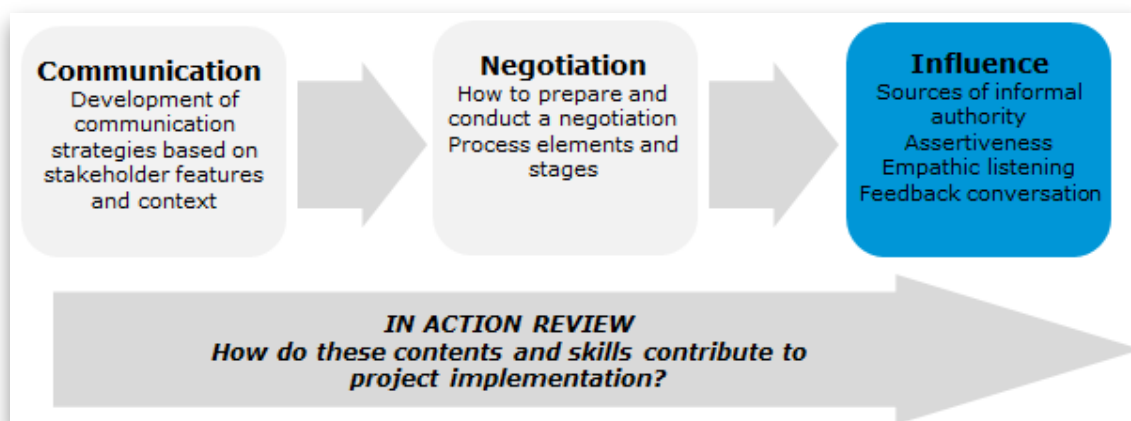 Communication
Development of
communication
strategies based on
stakeholder features
and context
Negotiation
How to prepare and
conduct a negotiation
Process elements and
stages
Influence
Sources of informal
authority
Assertiveness
Empathic listening
Feedback conversation
IN ACTION REVIEW
How do these contents and skills contribute to
project implementation?